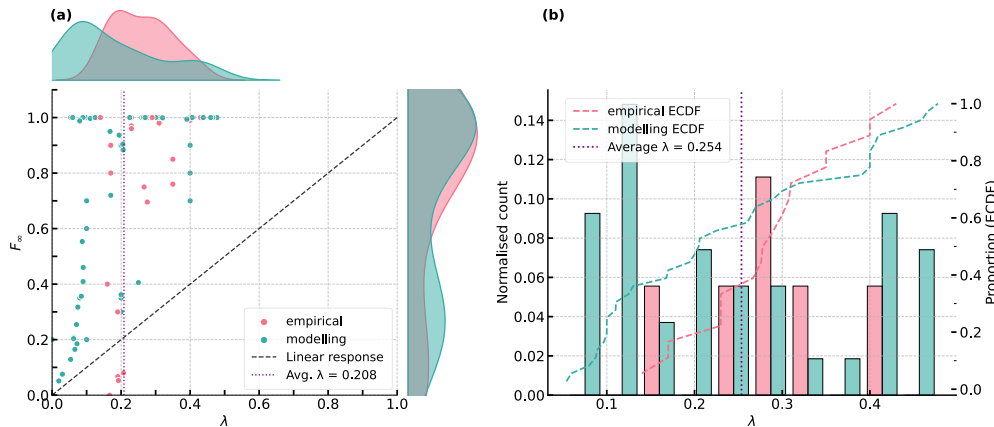 (a)
1.0
0.8
0.6
0.4
0.2
0.0
F∞
0.0
0.2
0.4
0.6
0.8
1.0
λ
empirical
modelling
Linear response
Avg. λ = 0.208
(b)
0.14
0.12
0.10
0.08
0.06
0.04
0.02
0.00
Normalised count
empirical ECDF
modelling ECDF
Average λ = 0.254
0.1
0.2
0.3
0.4
λ
1.0
0.8
0.6
0.4
0.2
0.0
Proportion (ECDF)